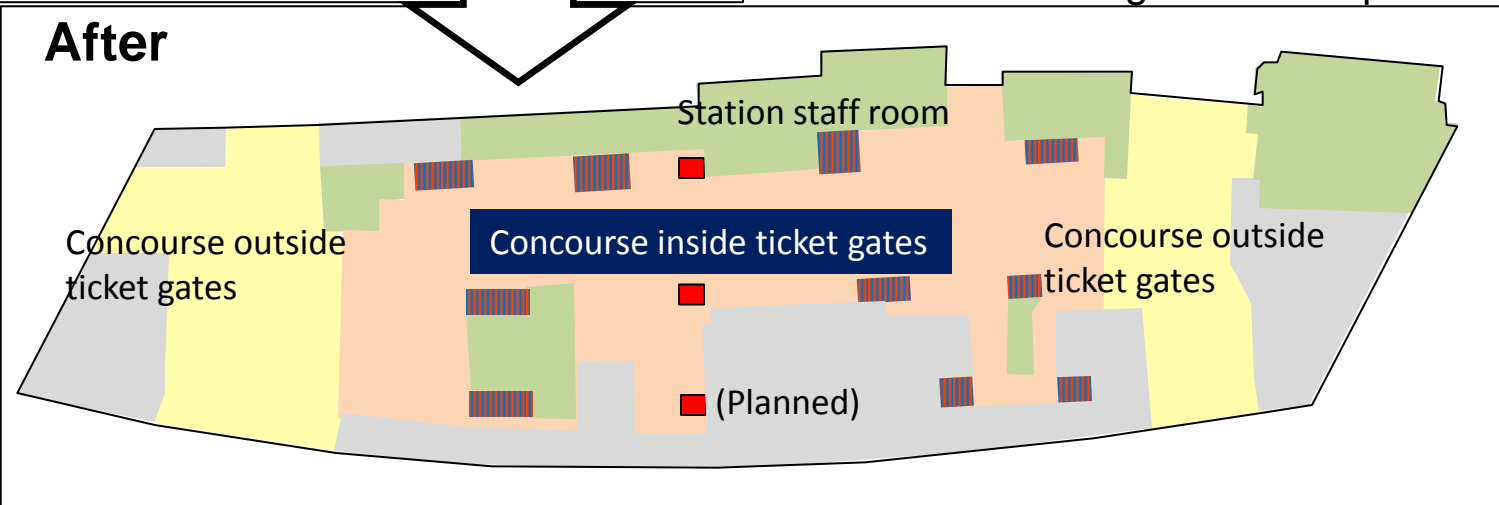 After
Station staff room
Concourse outside
ticket gates
Concourse inside ticket gates
Concourse outside
ticket gates
(Planned)